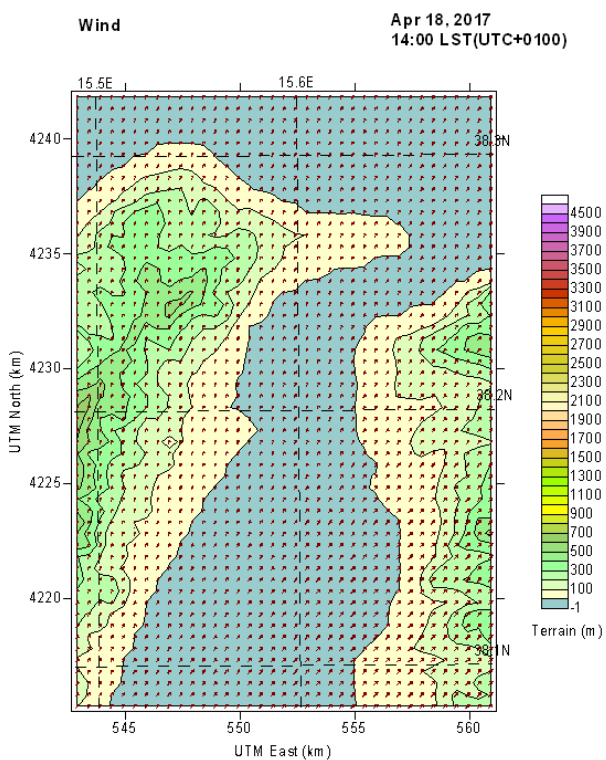 Wind
Apr 18, 2017
14:00 LST(UTC+0100)
15.5E
15.6E
4240
38.3N
4235
4230
38.2N
4225
4220
38.1N
UTM North (km)
545
550
555
560
UTM East (km)
4500
3900
3700
3500
3300
3100
2900
2700
2500
2300
2100
1900
1700
1500
1300
1100
900
700
500
300
100
-1
Terrain (m)